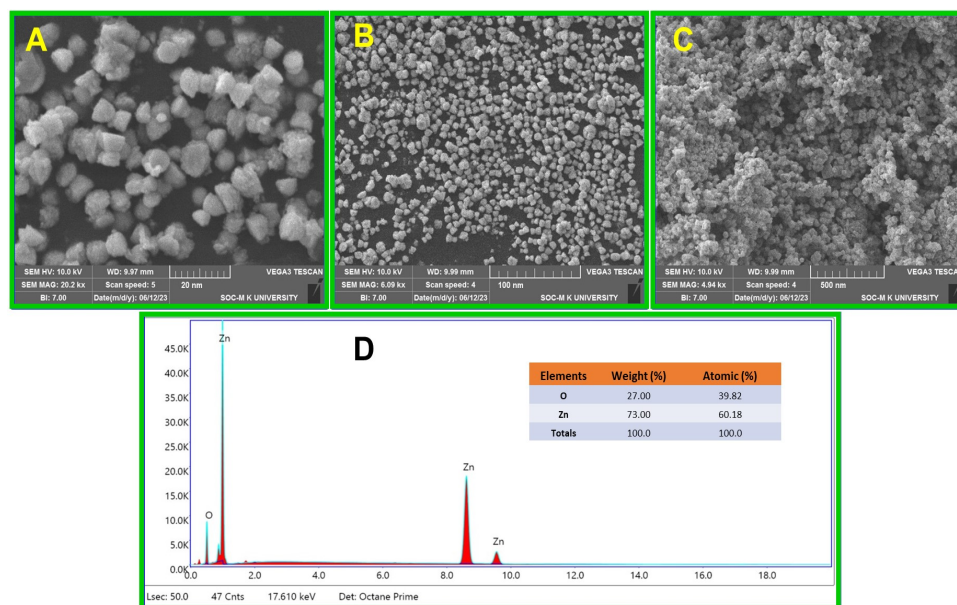 A
SEM HV: 10.0 kV WD: 9.97 mm VEGA3 TESCAN
SEM MAG: 20.2 kx Scan speed: 5 20 nm
BI: 7.00 Date(m/d/y): 06/12/23 SOC-M K UNIVERSITY
B
SEM HV: 10.0 kV WD: 9.99 mm VEGA3 TESCAN
SEM MAG: 6.09 kx Scan speed: 4 100 nm
BI: 7.00 Date(m/d/y): 06/12/23 SOC-M K UNIVERSITY
C
SEM HV: 10.0 kV WD: 9.99 mm VEGA3 TESCAN
SEM MAG: 4.94 kx Scan speed: 4 500 nm
BI: 7.00 Date(m/d/y): 06/12/23 SOC-M K UNIVERSITY
D
Zn
45.0K
40.0K
35.0K
30.0K
25.0K
20.0K
15.0K
10.0K
5.0K
0.0K
O
Zn
Zn
Elements Weight (%) Atomic (%)
O 27.00 39.82
Zn 73.00 60.18
Totals 100.0 100.0
0.0 2.0 4.0 6.0 8.0 10.0 12.0 14.0 16.0 18.0
Lsec: 50.0 47 Cnts 17.610 keV Det: Octane Prime